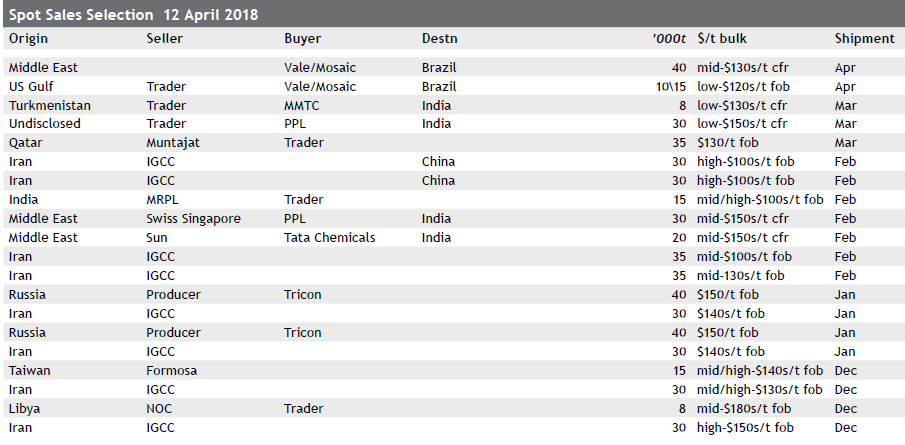 Spot Sales Selection 12 April 2018
Origin Seller Buyer Destn ’000t $/t bulk Shipment
Middle East Vale/Mosaic Brazil 40 mid-$130s/t cfr Apr
US Gulf Trader Vale/Mosaic Brazil 10\15 low-$120s/t fob Apr
Turkmenistan Trader MMTC India 8 low-$130s/t cfr Mar
Undisclosed Trader PPL India 30 low-$150s/t cfr Mar
Qatar Muntajat Trader 35 $130/t fob Mar
Iran IGCC China 30 high-$100s/t fob Feb
Iran IGCC China 30 high-$100s/t fob Feb
India MRPL Trader 15 mid/high-$100s/t fob Feb
Middle East Swiss Singapore PPL India 30 mid-$150s/t cfr Feb
Middle East Sun Tata Chemicals India 20 mid-$150s/t cfr Feb
Iran IGCC 35 mid-$100s/t fob Feb
Iran IGCC 35 mid-130s/t fob Feb
Russia Producer Tricon 40 $150/t fob Jan
Iran IGCC 30 $140s/t fob Jan
Russia Producer Tricon 40 $150/t fob Jan
Iran IGCC 30 $140s/t fob Jan
Taiwan Formosa 15 mid/high-$140s/t fob Dec
Iran IGCC 30 mid/high-$130s/t fob Dec
Libya NOC Trader 8 mid-$180s/t fob Dec
Iran IGCC 30 high-$150s/t fob Dec